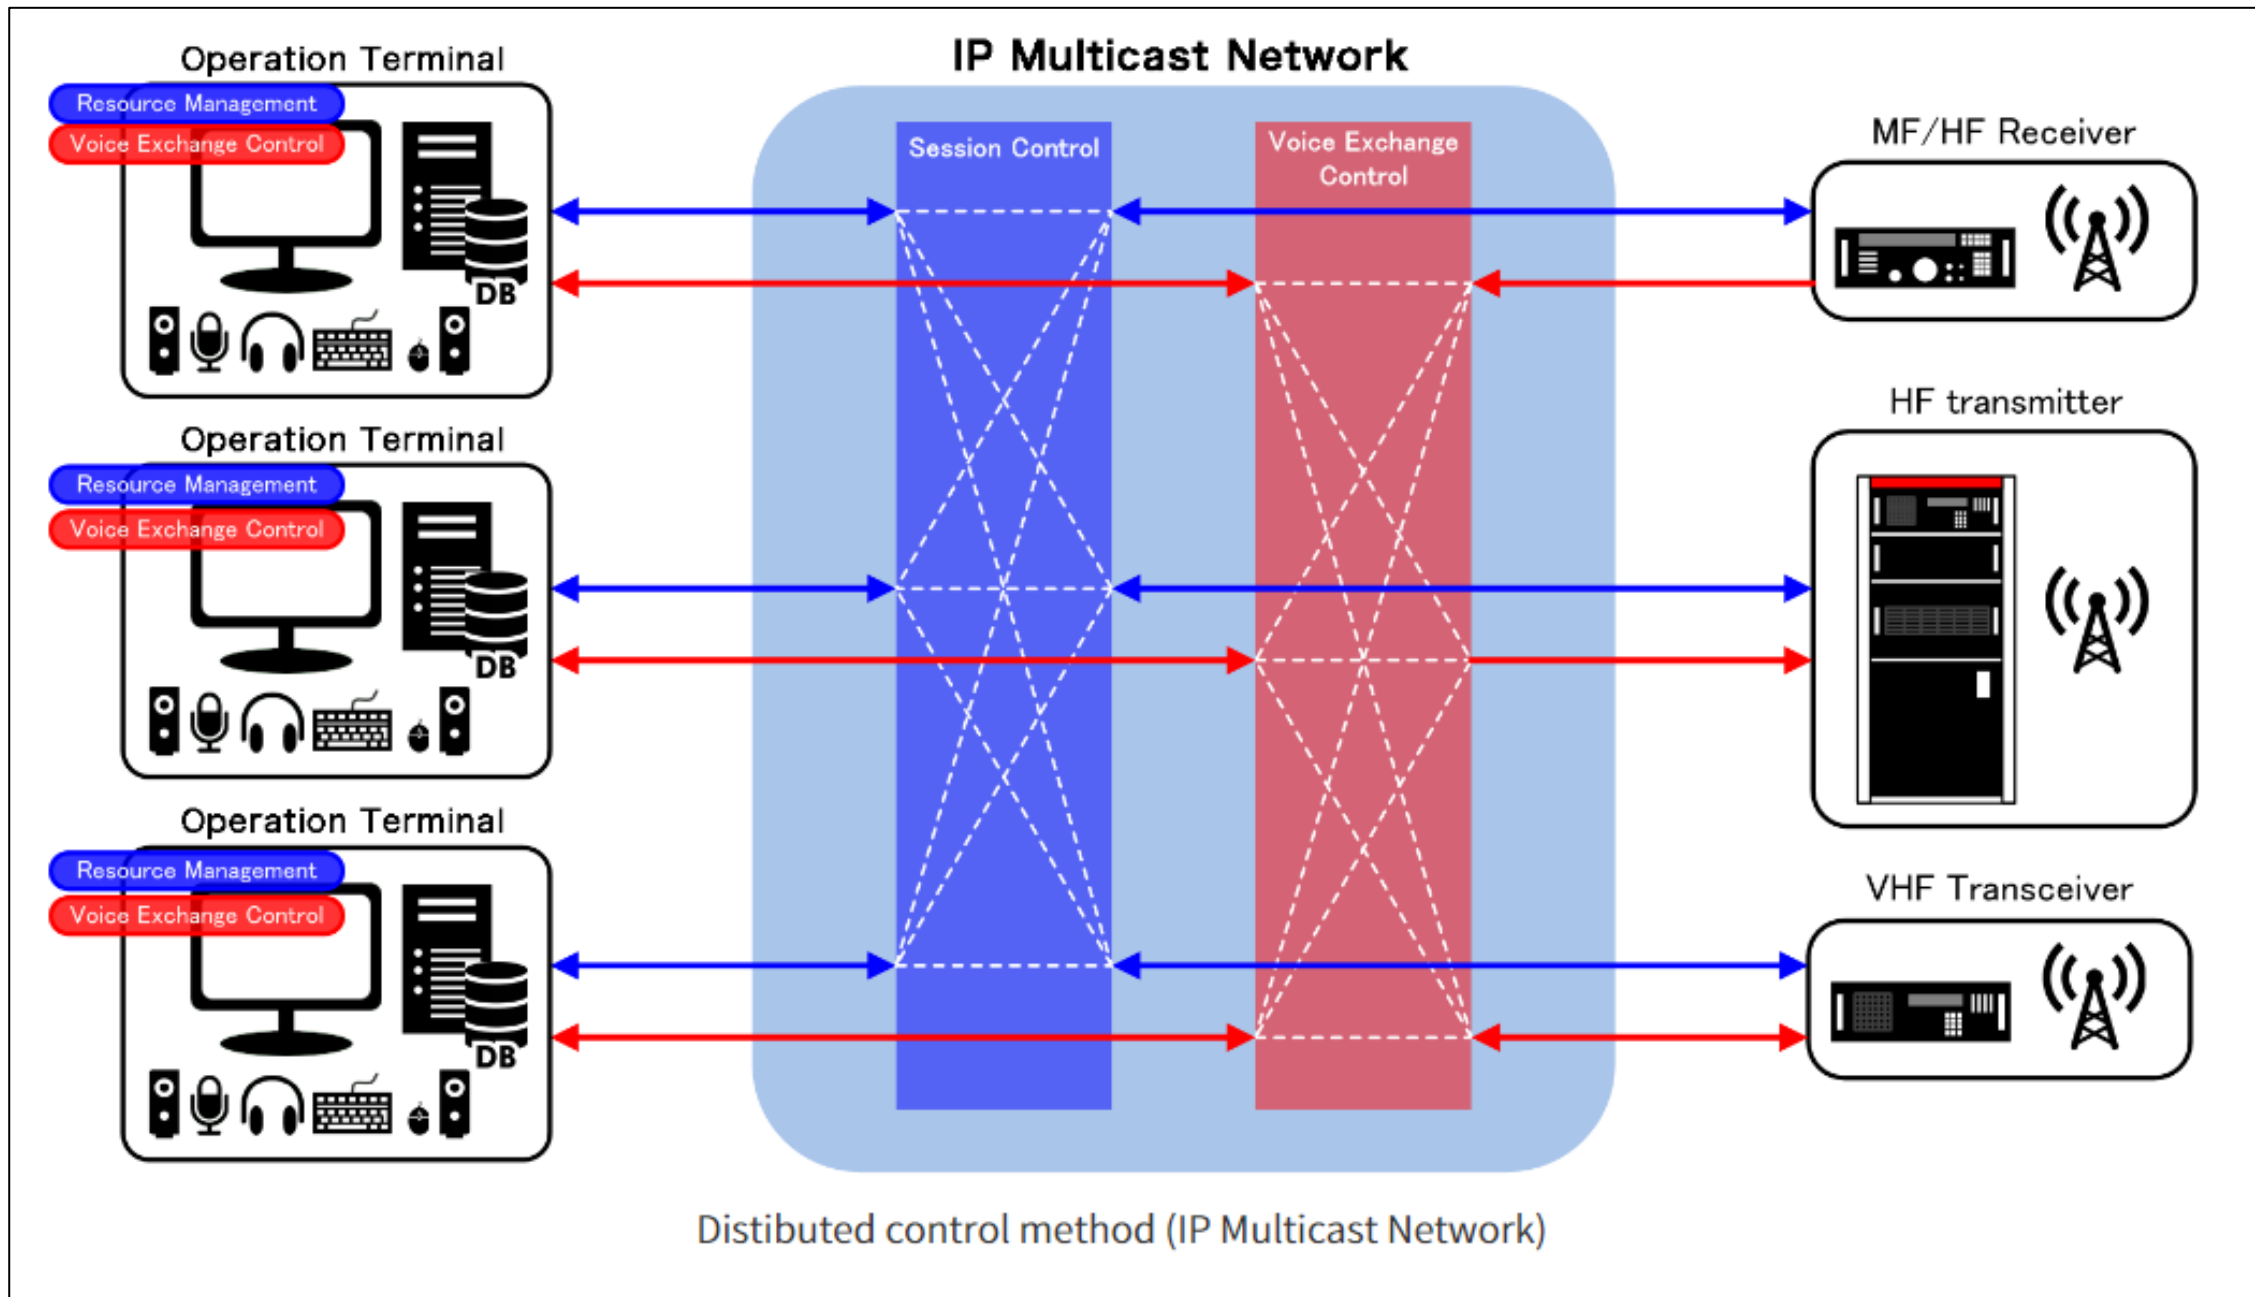 Operation Terminal
Resource Management
Voice Exchange Control
DB
Operation Terminal
Resource Management
Voice Exchange Control
DB
Operation Terminal
Resource Management
Voice Exchange Control
DB
IP Multicast Network
Session Control
Voice Exchange
Control
MF/HF Receiver
HF transmitter
VHF Transceiver
Distibuted control method (IP Multicast Network)